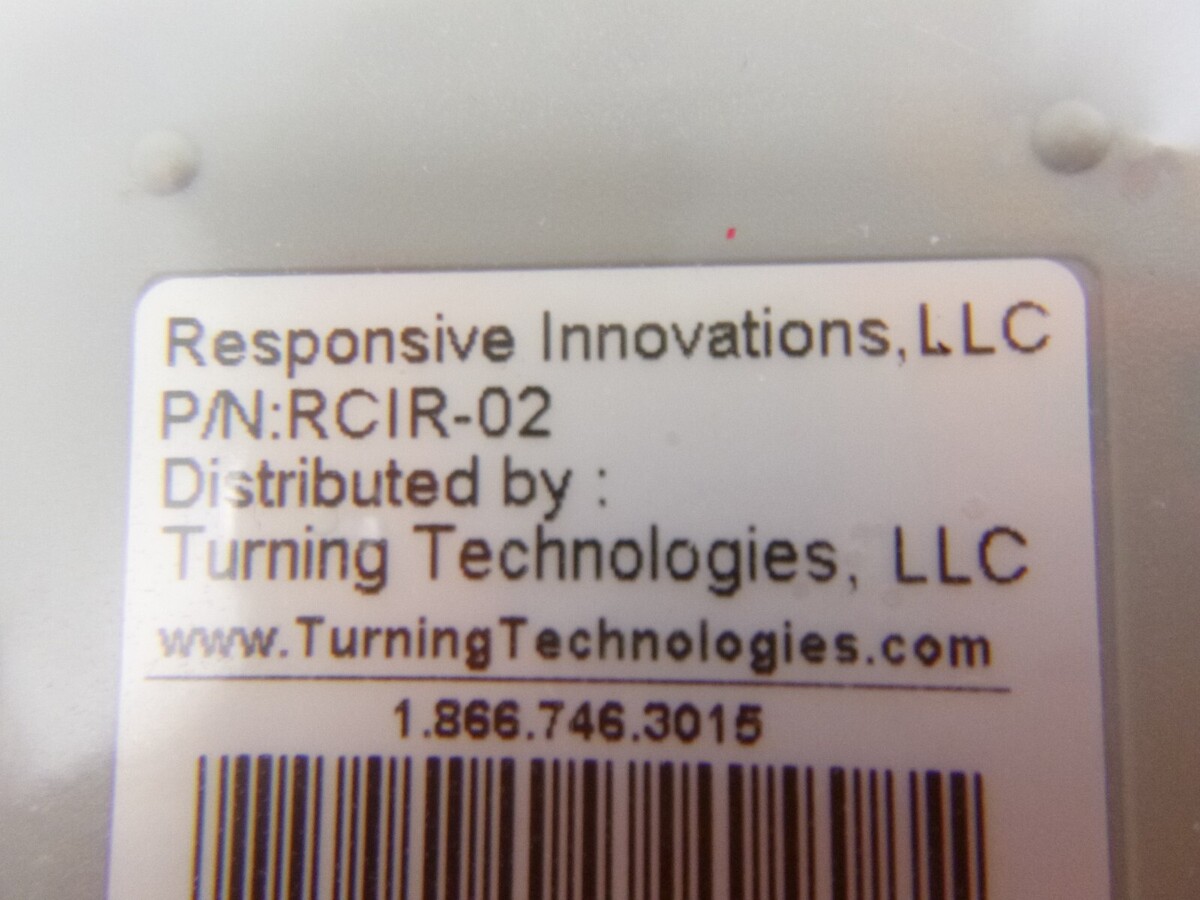 Responsive Innovations, LLC
P/N:RCIR-02
Distributed by :
Turning Technologies, LLC
www.TurningTechnologies.com
1.866.746.3015